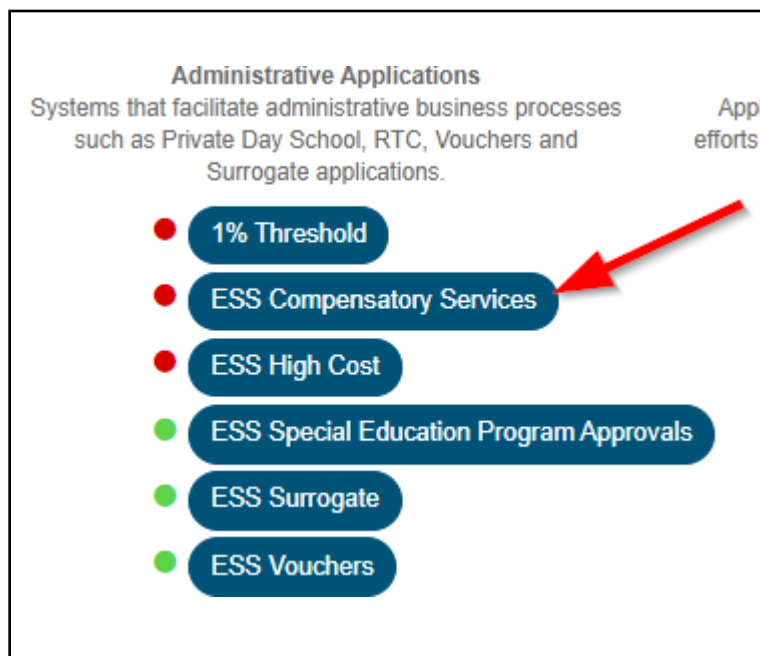 Administrative Applications
Systems that facilitate administrative business processes
such as Private Day School, RTC, Vouchers and
Surrogate applications.
efforts
1% Threshold
ESS Compensatory Services
ESS High Cost
ESS Special Education Program Approvals
ESS Surrogate
ESS Vouchers